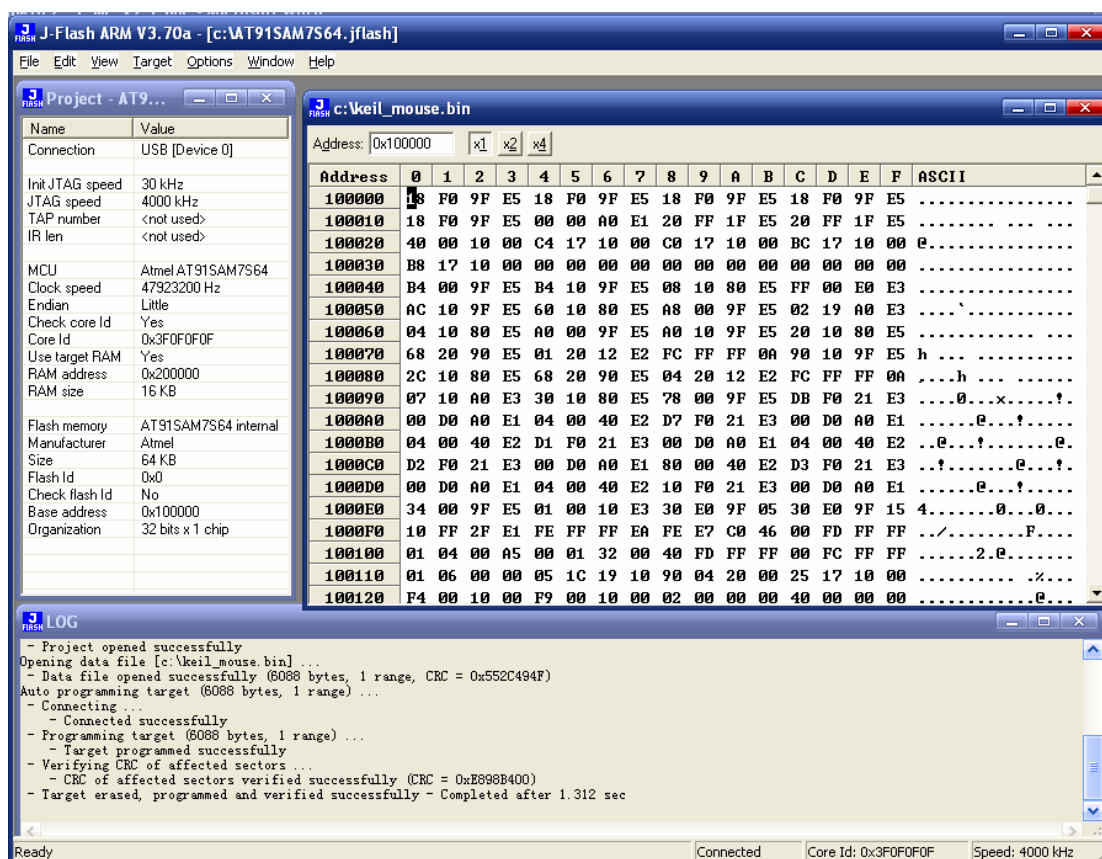 J-Flash ARM V3.70a - [c:\AT91SAM7S64.jflash]
File Edit View Target Options Window Help
Project - AT9...
Name Value
Connection USB [Device 0]
Init JTAG speed 30 kHz
JTAG speed 4000 kHz
TAP number <not used>
IR len <not used>
MCU Atmel AT91SAM7S64
Clock speed 47923200 Hz
Endian Little
Check core Id Yes
Core Id 0x3F0F0F0F
Use target RAM Yes
RAM address 0x200000
RAM size 16 KB
Flash memory AT91SAM7S64 internal
Manufacturer Atmel
Size 64 KB
Flash Id 0x0
Check flash Id No
Base address 0x100000
Organization 32 bits x 1 chip
c:\keil_mouse.bin
Address: 0x100000 x1 x2 x4
Address 0 1 2 3 4 5 6 7 8 9 A B C D E F ASCII
100000 18 F0 9F E5 18 F0 9F E5 18 F0 9F E5 18 F0 9F E5 ................
100010 18 F0 9F E5 00 00 A0 E1 20 FF 1F E5 20 FF 1F E5 ........ ... ...
100020 40 00 10 00 C4 17 10 00 C0 17 10 00 BC 17 10 00 @...............
100030 B8 17 10 00 00 00 00 00 00 00 00 00 00 00 00 00 ................
100040 B4 00 9F E5 B4 10 9F E5 08 10 80 E5 FF 00 E0 E3 ................
100050 AC 10 9F E5 60 10 80 E5 A8 00 9F E5 02 19 A0 E3 ....`...........
100060 04 10 80 E5 A0 00 9F E5 A0 10 9F E5 20 10 80 E5 ............ ...
100070 68 20 90 E5 01 20 12 E2 FC FF FF 0A 90 10 9F E5 h ... ..........
100080 2C 10 80 E5 68 20 90 E5 04 20 12 E2 FC FF FF 0A ,...h ... ......
100090 07 10 A0 E3 30 10 80 E5 78 00 9F E5 DB F0 21 E3 ....0...x.....!.
1000A0 00 D0 A0 E1 04 00 40 E2 D7 F0 21 E3 00 D0 A0 E1 ......@...!.....
1000B0 04 00 40 E2 D1 F0 21 E3 00 D0 A0 E1 04 00 40 E2 ..@...!.......@.
1000C0 D2 F0 21 E3 00 D0 A0 E1 80 00 40 E2 D3 F0 21 E3 ..!.......@...!.
1000D0 00 D0 A0 E1 04 00 40 E2 10 F0 21 E3 00 D0 A0 E1 ......@...!.....
1000E0 34 00 9F E5 01 00 10 E3 30 E0 9F 05 30 E0 9F 15 4.......0...0...
1000F0 10 FF 2F E1 FE FF FF EA FE E7 C0 46 00 FD FF FF ../........F....
100100 01 04 00 A5 00 01 32 00 40 FD FF FF 00 FC FF FF ......2.@.......
100110 01 06 00 00 05 1C 19 10 90 04 20 00 25 17 10 00 .......... .%...
100120 F4 00 10 00 F9 00 10 00 02 00 00 00 40 00 00 00 ............@...
LOG
- Project opened successfully
Opening data file [c:\keil_mouse.bin] ...
- Data file opened successfully (6088 bytes, 1 range, CRC = 0x552C494F)
Auto programming target (6088 bytes, 1 range) ...
- Connecting ...
- Connected successfully
- Programming target (6088 bytes, 1 range) ...
- Target programmed successfully
- Verifying CRC of affected sectors ...
- CRC of affected sectors verified successfully (CRC = 0xE898B400)
- Target erased, programmed and verified successfully - Completed after 1.312 sec
Ready Connected Core Id: 0x3F0F0F0F Speed: 4000 kHz